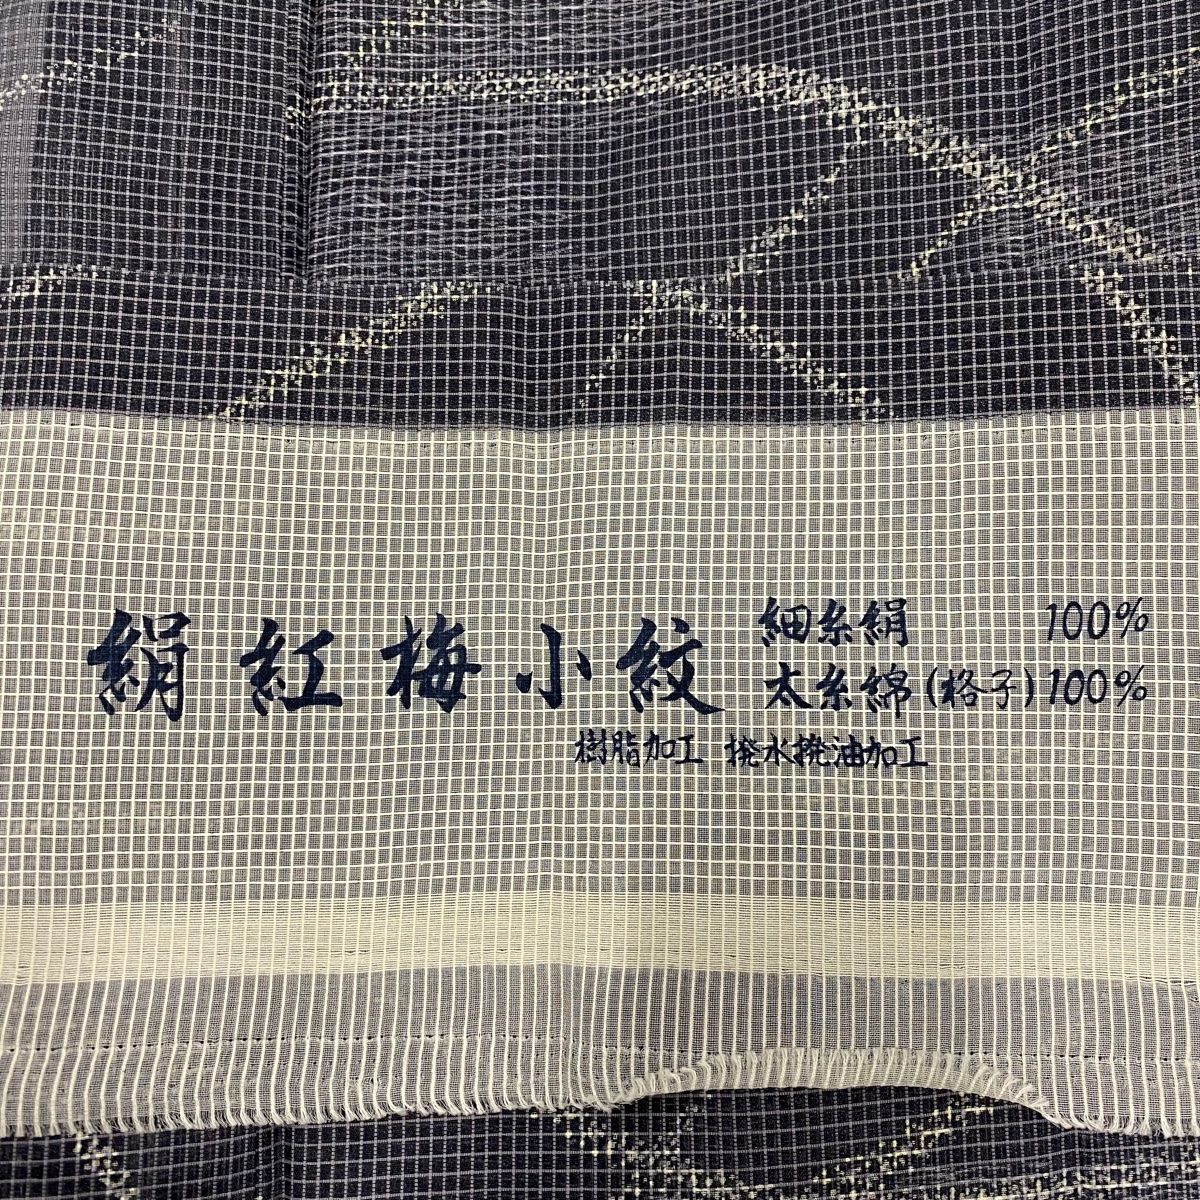 絹紅梅小紋
細糸絹 100%
太糸綿(格子)100%
樹脂加工 撥水撥油加工